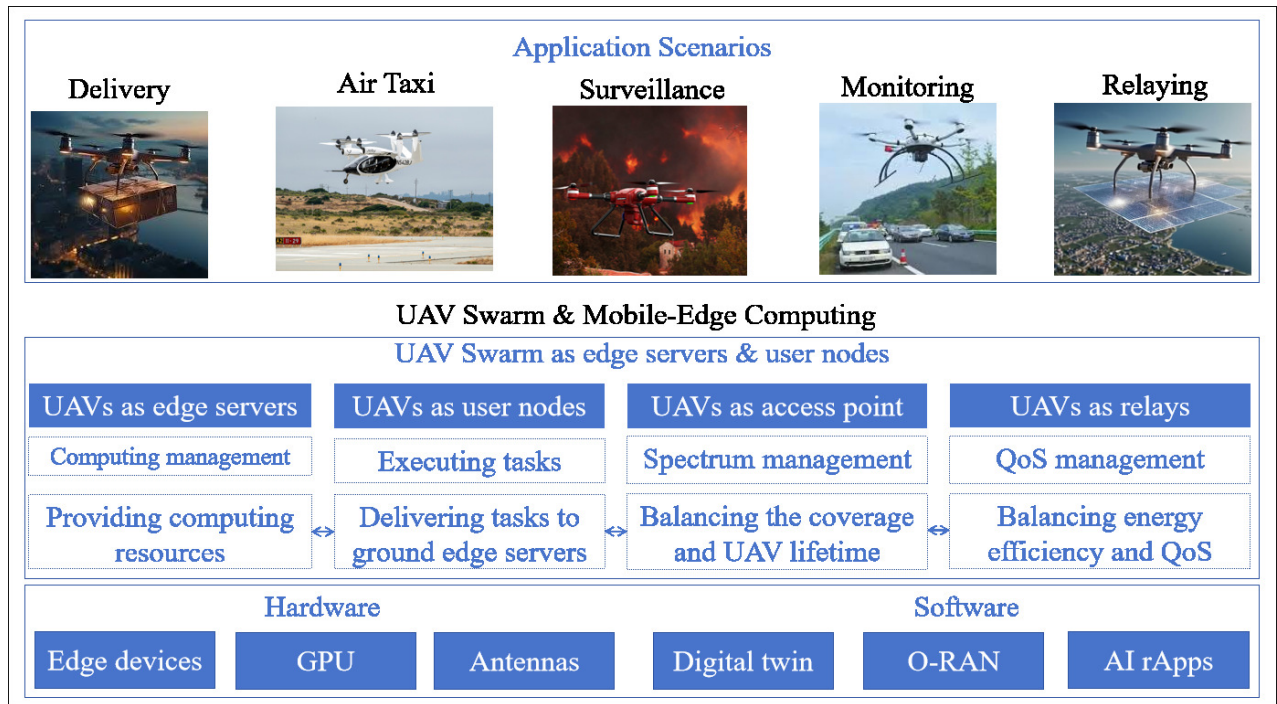 Application Scenarios
Delivery
Air Taxi
Surveillance
Monitoring
Relaying
UAV Swarm & Mobile-Edge Computing
UAV Swarm as edge servers & user nodes
UAVs as edge servers
UAVs as user nodes
UAVs as access point
UAVs as relays
Computing management
Executing tasks
Spectrum management
QoS management
Providing computing
resources
Delivering tasks to
ground edge servers
Balancing the coverage
and UAV lifetime
Balancing energy
efficiency and QoS
Hardware
Software
Edge devices
GPU
Antennas
Digital twin
O-RAN
AI rApps